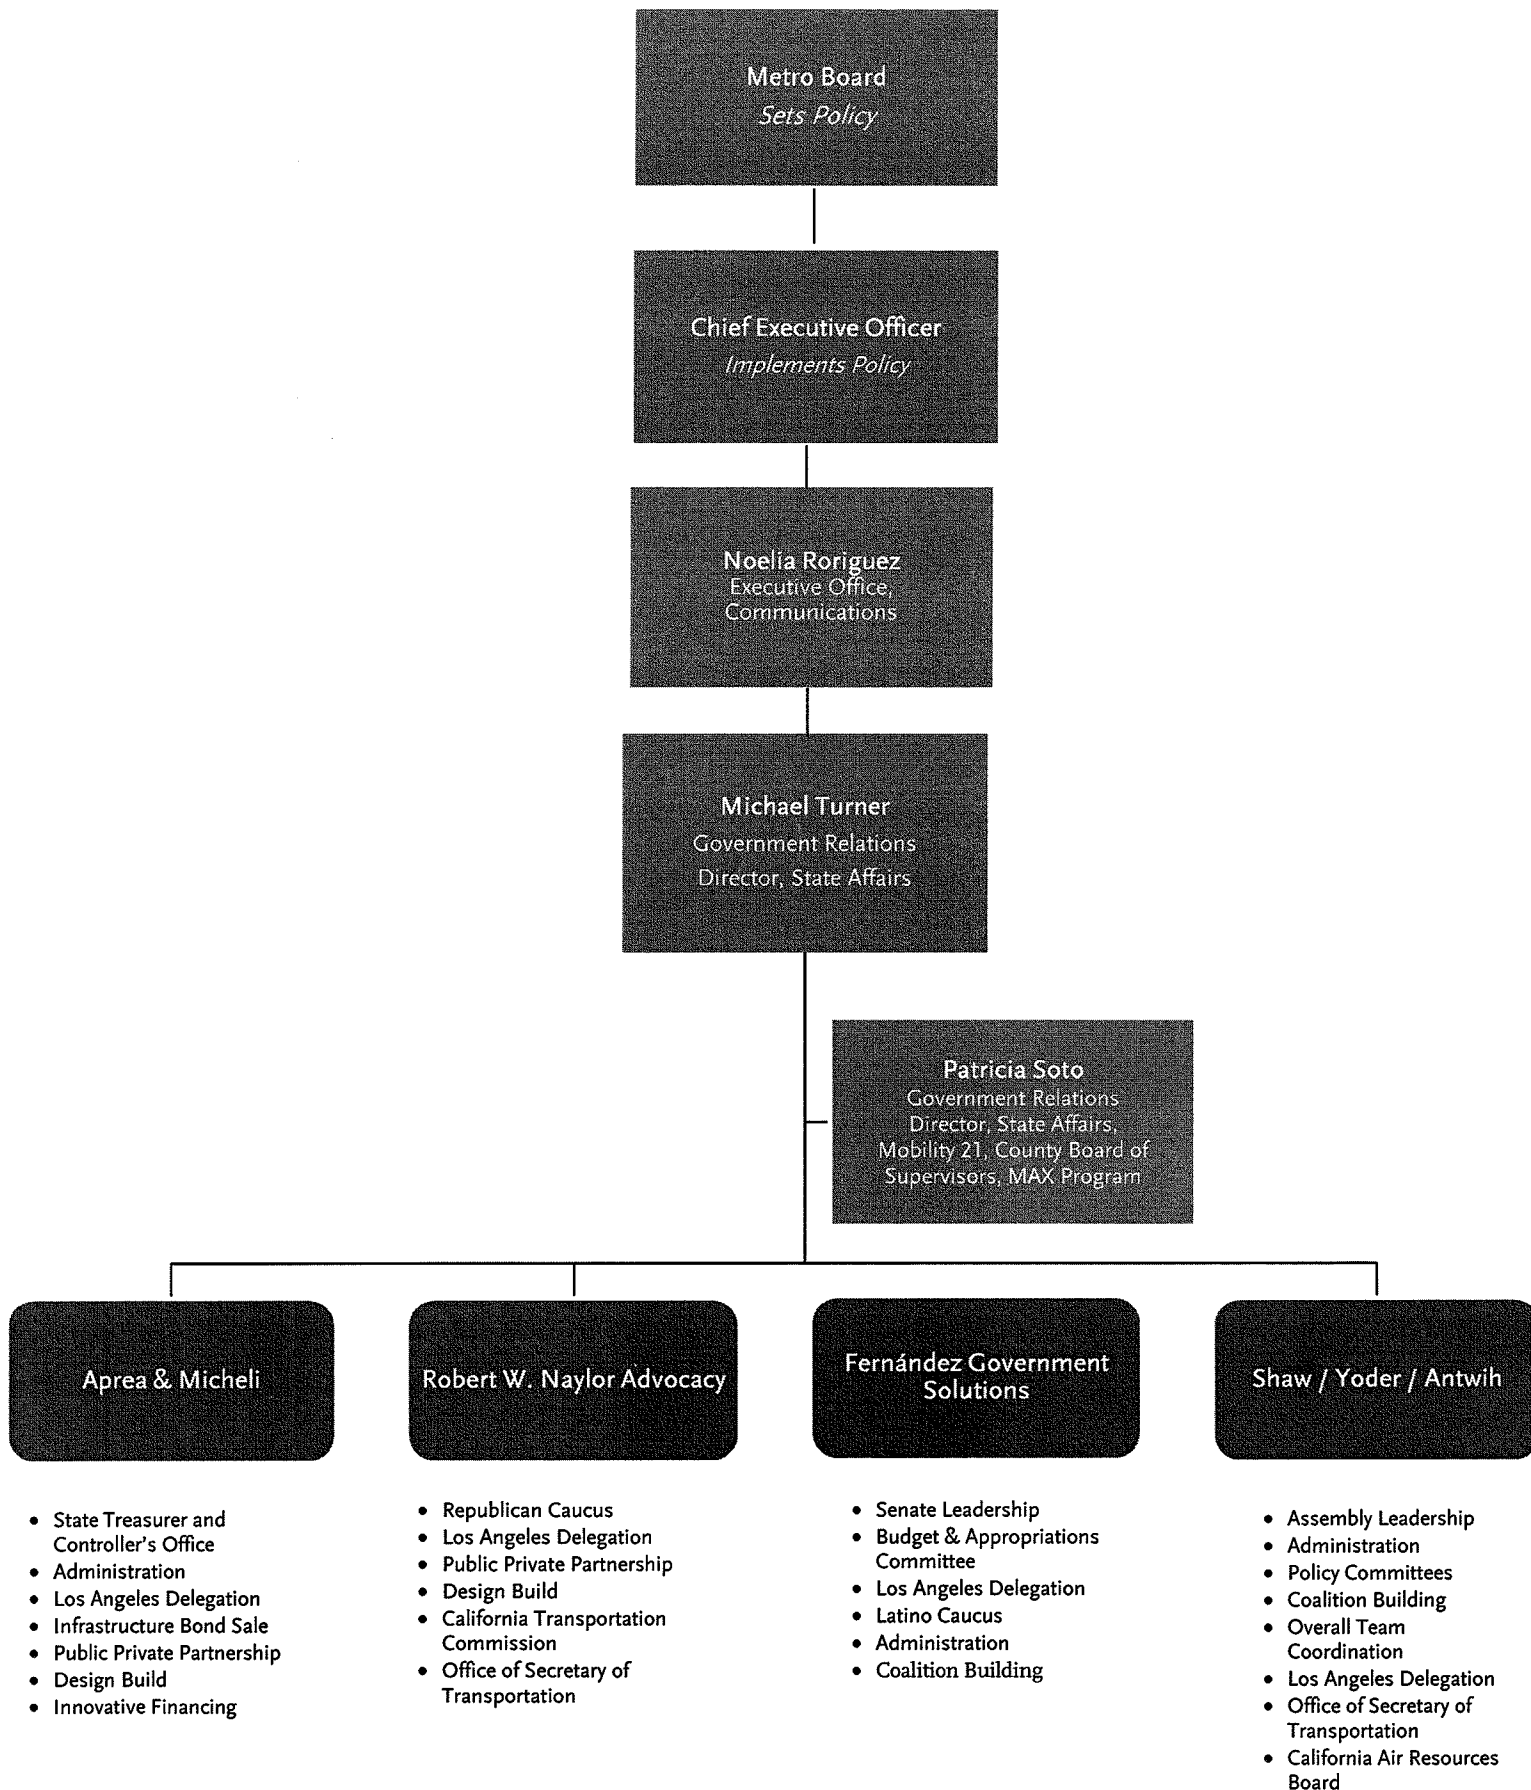 Metro Board
Sets Policy
Chief Executive Officer
Implements Policy
Noelia Roriguez
Executive Office,
Communications
Michael Turner
Government Relations
Director, State Affairs
Patricia Soto
Government Relations
Director, State Affairs,
Mobility 21, County Board of
Supervisors, MAX Program
Aprea & Micheli
• State Treasurer and
Controller's Office
• Administration
• Los Angeles Delegation
• Infrastructure Bond Sale
• Public Private Partnership
• Design Build
• Innovative Financing
Robert W. Naylor Advocacy
• Republican Caucus
• Los Angeles Delegation
• Public Private Partnership
• Design Build
• California Transportation
Commission
• Office of Secretary of
Transportation
Fernández Government
Solutions
• Senate Leadership
• Budget & Appropriations
Committee
• Los Angeles Delegation
• Latino Caucus
• Administration
• Coalition Building
Shaw / Yoder / Antwih
• Assembly Leadership
• Administration
• Policy Committees
• Coalition Building
• Overall Team
Coordination
• Los Angeles Delegation
• Office of Secretary of
Transportation
• California Air Resources
Board